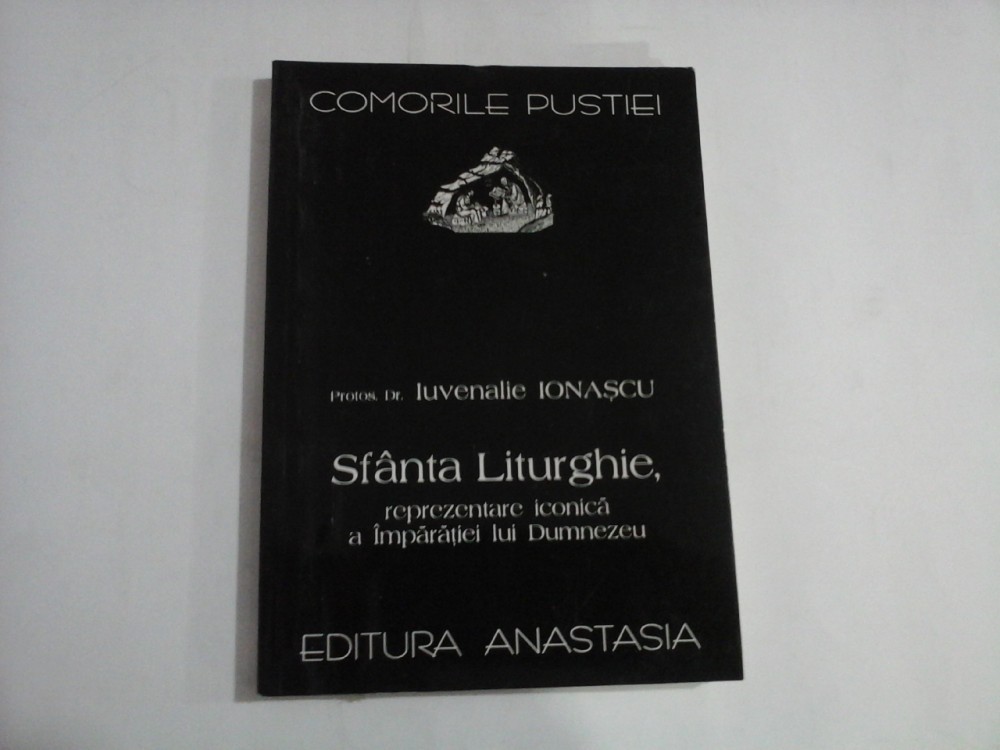 COMORILE PUSTIEI
Protos. Dr. Iuvenalie IONAȘCU
Sfânta Liturghie,
reprezentare iconică
a Împărăției lui Dumnezeu
EDITURA ANASTASIA